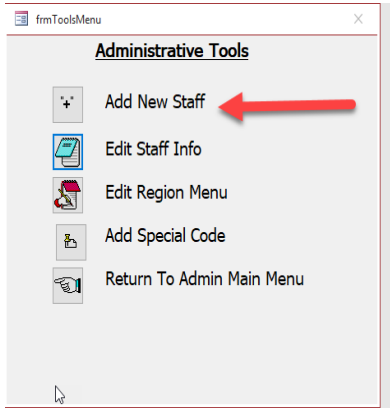 frmToolsMenu
Administrative Tools
"+" Add New Staff
Edit Staff Info
Edit Region Menu
Add Special Code
Return To Admin Main Menu